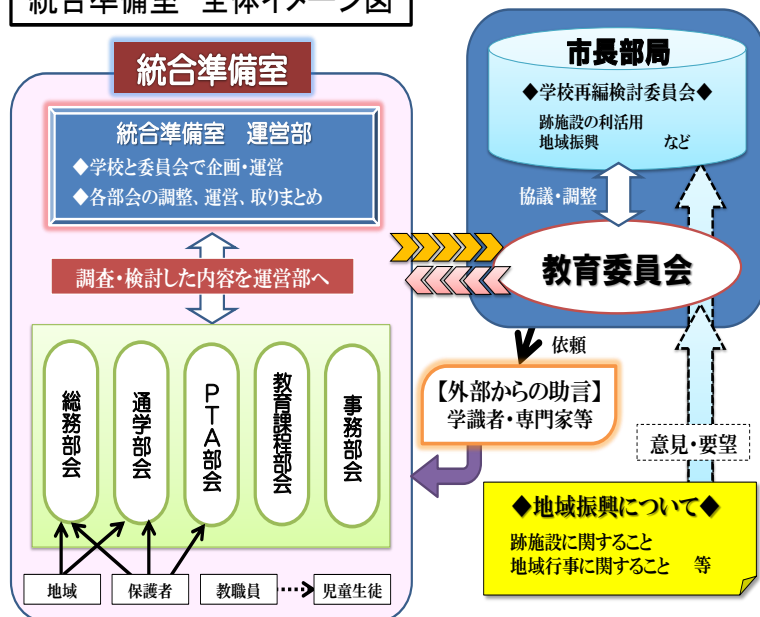 統合準備室 全体イメージ図
統合準備室
統合準備室 運営部
◆学校と委員会で企画・運営
◆各部会の調整、運営、取りまとめ
調査・検討した内容を運営部へ
総務部会
通学部会
PTA部会
教育課程部会
事務部会
地域
保護者
教職員
児童生徒
市長部局
◆学校再編検討委員会◆
跡施設の利活用
地域振興 など
協議・調整
教育委員会
依頼
【外部からの助言】
学識者・専門家等
意見・要望
◆地域振興について◆
跡施設に関すること
地域行事に関すること 等